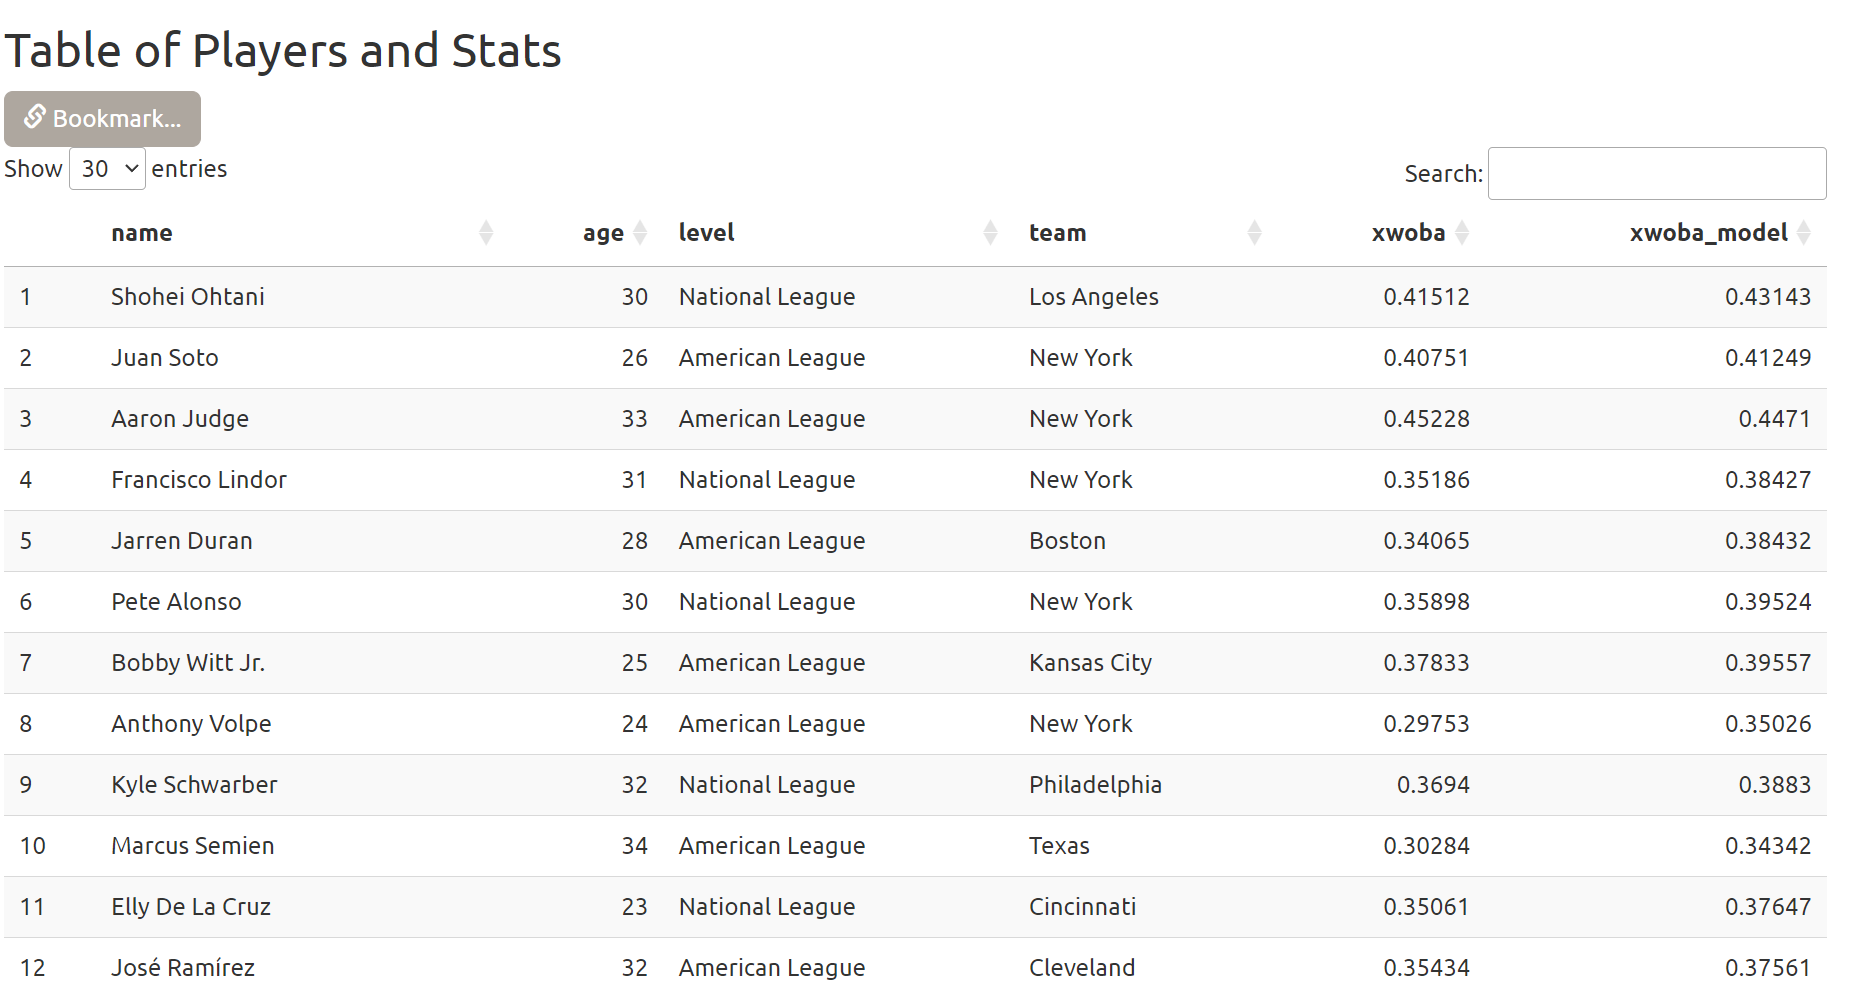 Table of Players and Stats
Bookmark...
Show 30 entries
Search:
name age level team xwoba xwoba_model
1 Shohei Ohtani 30 National League Los Angeles 0.41512 0.43143
2 Juan Soto 26 American League New York 0.40751 0.41249
3 Aaron Judge 33 American League New York 0.45228 0.4471
4 Francisco Lindor 31 National League New York 0.35186 0.38427
5 Jarren Duran 28 American League Boston 0.34065 0.38432
6 Pete Alonso 30 National League New York 0.35898 0.39524
7 Bobby Witt Jr. 25 American League Kansas City 0.37833 0.39557
8 Anthony Volpe 24 American League New York 0.29753 0.35026
9 Kyle Schwarber 32 National League Philadelphia 0.3694 0.3883
10 Marcus Semien 34 American League Texas 0.30284 0.34342
11 Elly De La Cruz 23 National League Cincinnati 0.35061 0.37647
12 José Ramírez 32 American League Cleveland 0.35434 0.37561